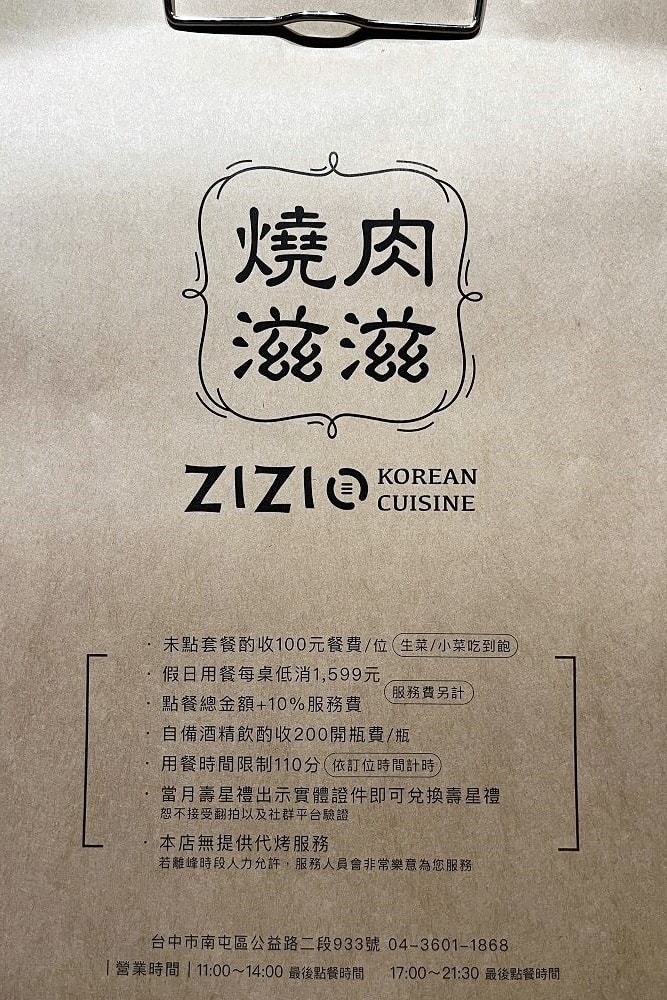 燒肉
滋滋
ZIZI KOREAN
CUISINE
· 未點套餐酌收100元餐費/位 生菜/小菜吃到飽
· 假日用餐每桌低消1,599元
服務費另計
· 點餐總金額+10%服務費
· 自備酒精飲酌收200開瓶費/瓶
· 用餐時間限制110分 依訂位時間計時
· 當月壽星禮出示實體證件即可兌換壽星禮
恕不接受翻拍以及社群平台驗證
· 本店無提供代烤服務
若離峰時段人力允許，服務人員會非常樂意為您服務
台中市南屯區公益路二段933號 04-3601-1868
|營業時間| 11:00～14:00 最後點餐時間 17:00～21:30 最後點餐時間